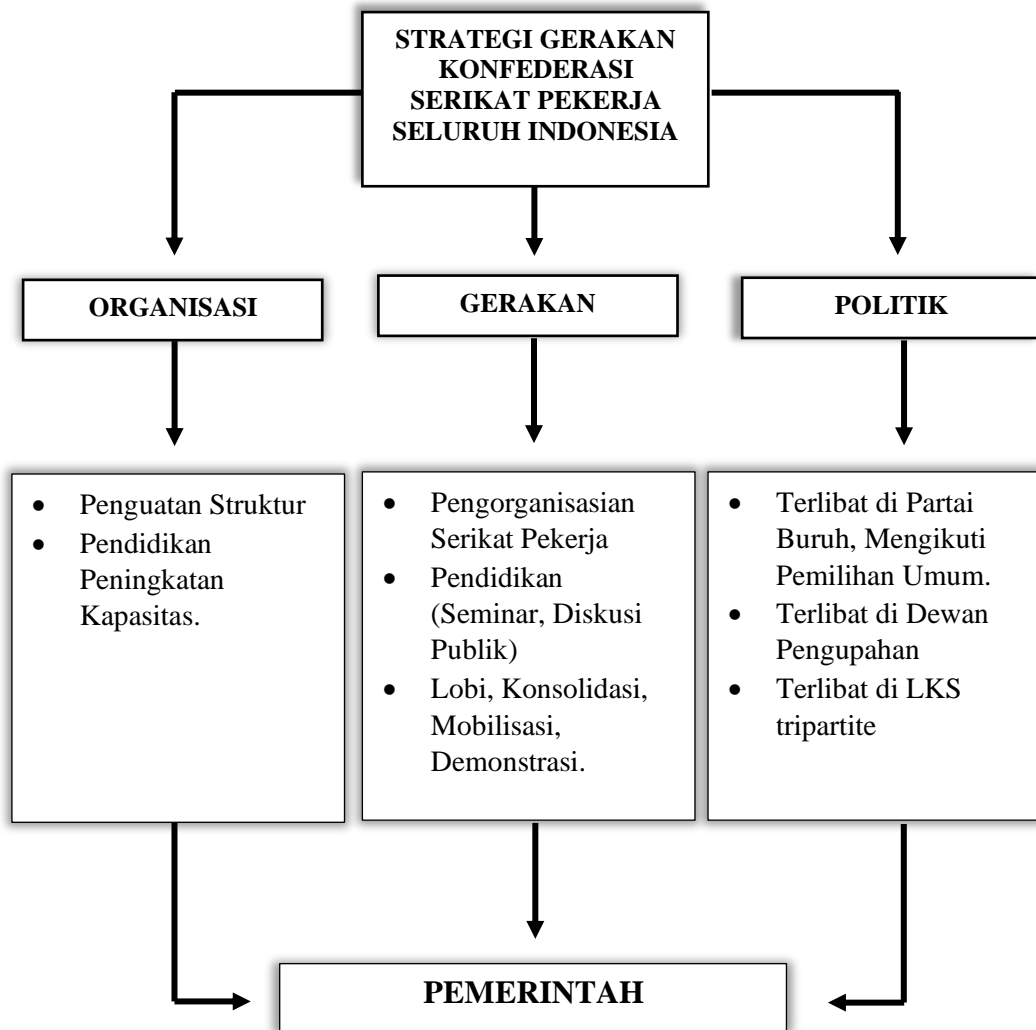 STRATEGI GERAKAN
KONFEDERASI
SERIKAT PEKERJA
SELURUH INDONESIA
ORGANISASI
GERAKAN
POLITIK
• Penguatan Struktur
• Pendidikan
Peningkatan
Kapasitas.
• Pengorganisasian
Serikat Pekerja
• Pendidikan
(Seminar, Diskusi
Publik)
• Lobi, Konsolidasi,
Mobilisasi,
Demonstrasi.
• Terlibat di Partai
Buruh, Mengikuti
Pemilihan Umum.
• Terlibat di Dewan
Pengupahan
• Terlibat di LKS
tripartite
PEMERINTAH